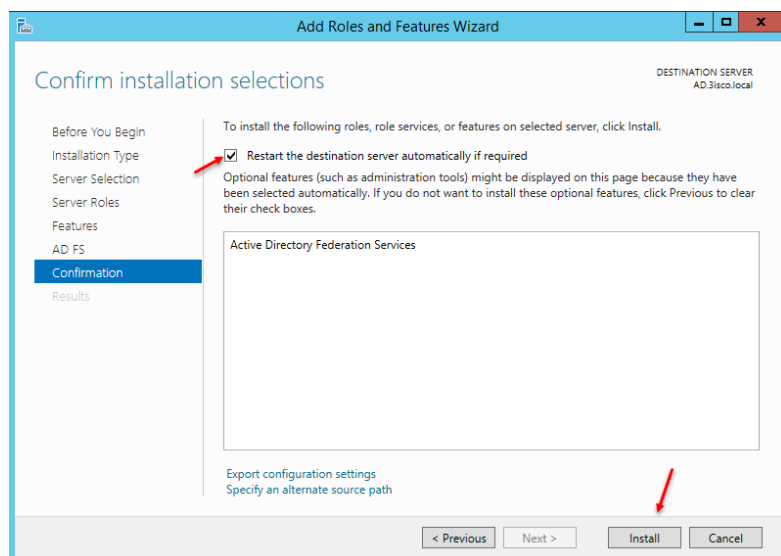 Add Roles and Features Wizard
Confirm installation selections
DESTINATION SERVER
AD.3isco.local
Before You Begin
Installation Type
Server Selection
Server Roles
Features
AD FS
Confirmation
Results
To install the following roles, role services, or features on selected server, click Install.
Restart the destination server automatically if required
Optional features (such as administration tools) might be displayed on this page because they have
been selected automatically. If you do not want to install these optional features, click Previous to clear
their check boxes.
Active Directory Federation Services
Export configuration settings
Specify an alternate source path
< Previous
Next >
Install
Cancel